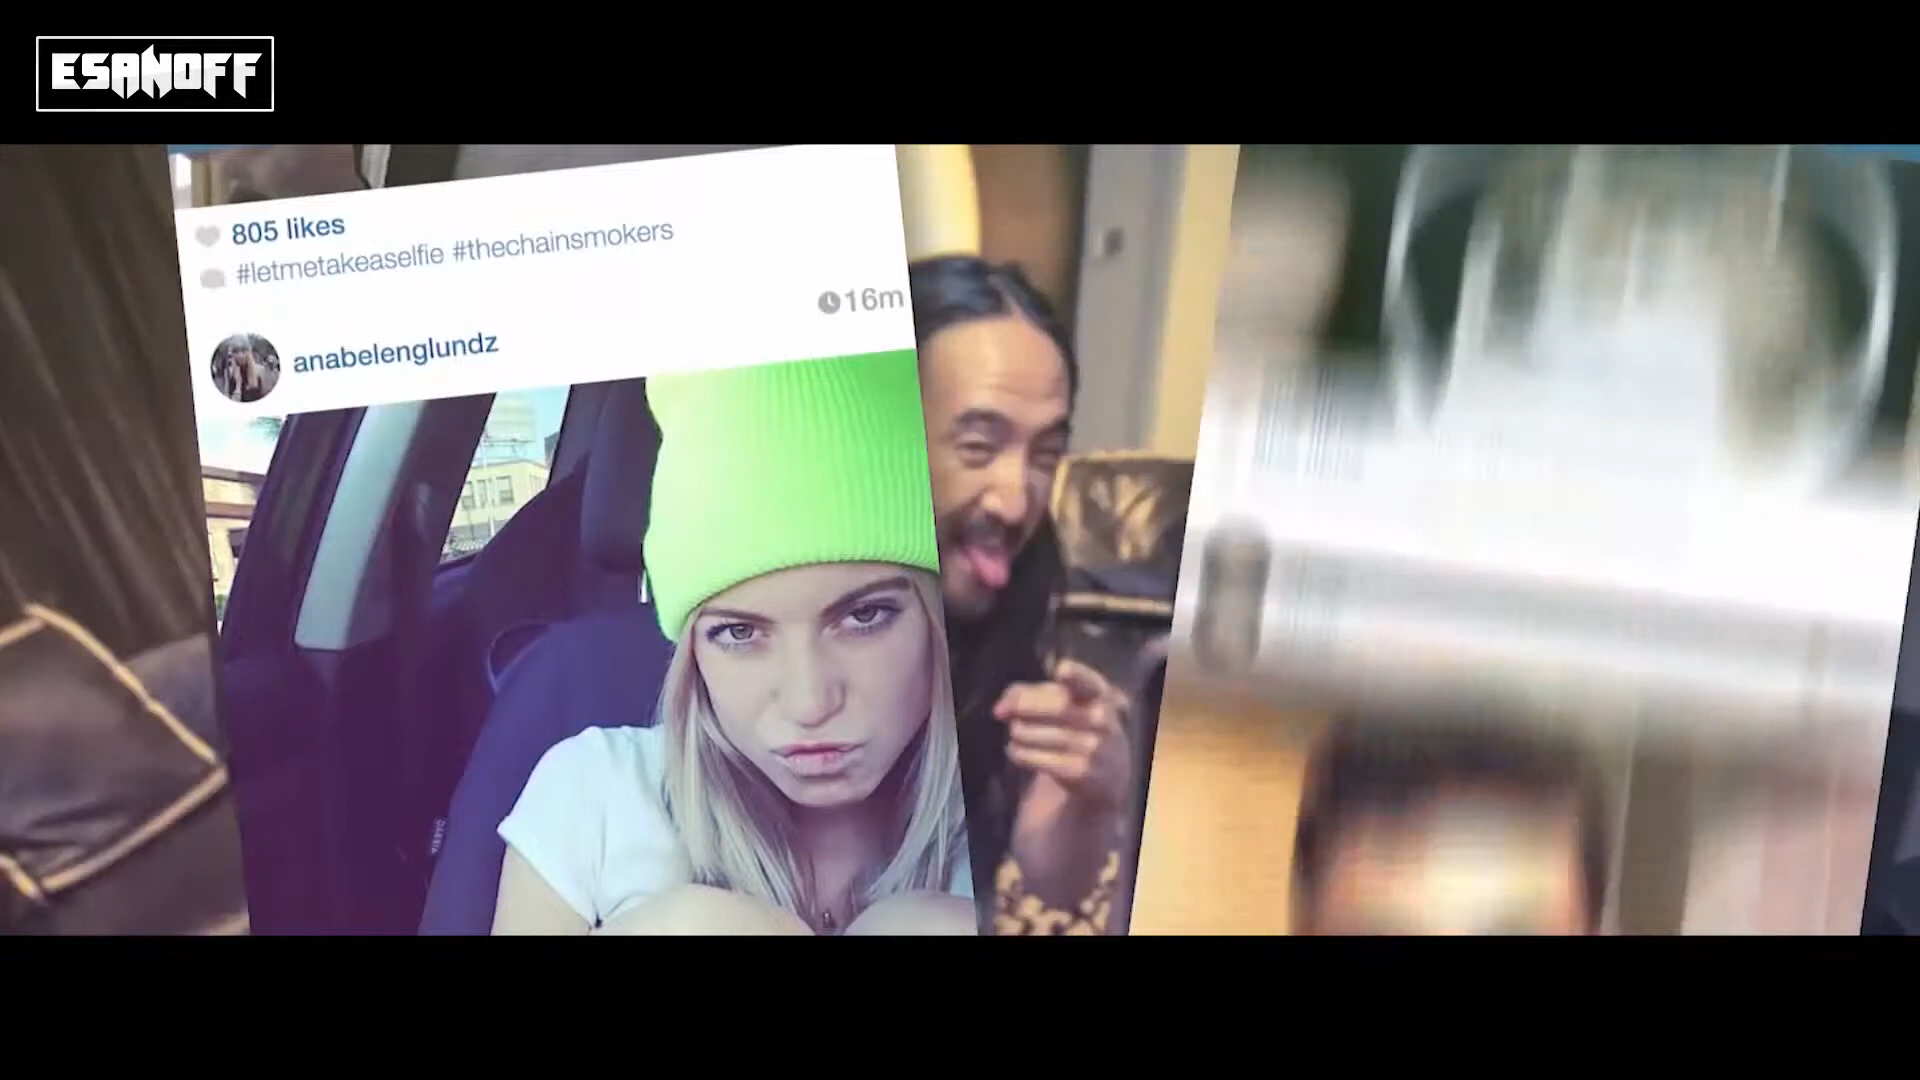 ESANOFF
805 likes
#letmetakeaselfie #thechainsmokers
16m
anabelenglundz